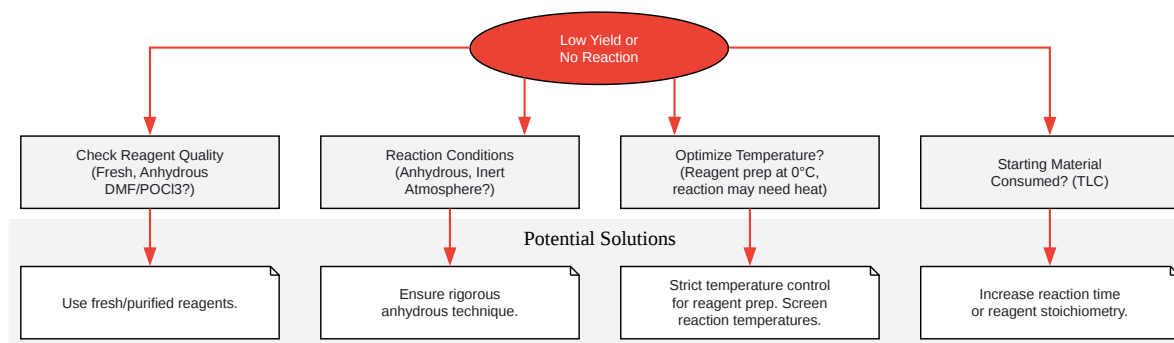 Low Yield or
No Reaction
Check Reagent Quality
(Fresh, Anhydrous
DMF/POCl3?)
Reaction Conditions
(Anhydrous, Inert
Atmosphere?)
Optimize Temperature?
(Reagent prep at 0°C,
reaction may need heat)
Starting Material
Consumed? (TLC)
Potential Solutions
Use fresh/purified reagents.
Ensure rigorous
anhydrous technique.
Strict temperature control
for reagent prep. Screen
reaction temperatures.
Increase reaction time
or reagent stoichiometry.